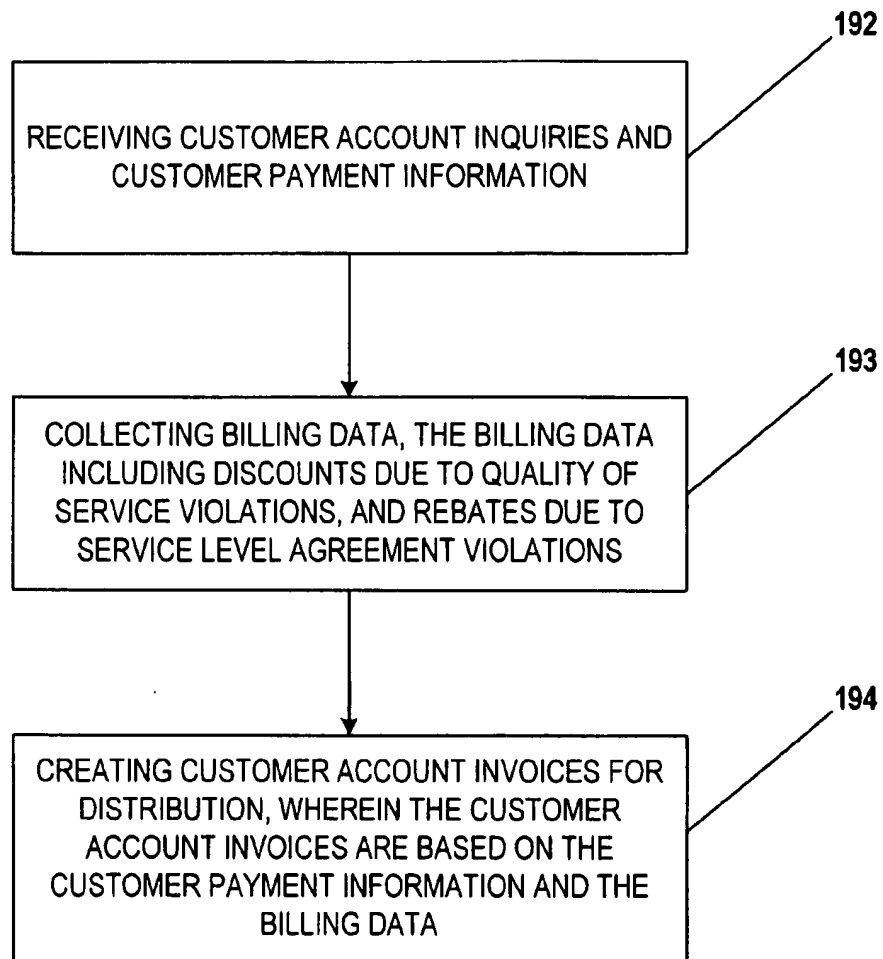 192
RECEIVING CUSTOMER ACCOUNT INQUIRIES AND
CUSTOMER PAYMENT INFORMATION
193
COLLECTING BILLING DATA, THE BILLING DATA
INCLUDING DISCOUNTS DUE TO QUALITY OF
SERVICE VIOLATIONS, AND REBATES DUE TO
SERVICE LEVEL AGREEMENT VIOLATIONS
194
CREATING CUSTOMER ACCOUNT INVOICES FOR
DISTRIBUTION, WHEREIN THE CUSTOMER
ACCOUNT INVOICES ARE BASED ON THE
CUSTOMER PAYMENT INFORMATION AND THE
BILLING DATA